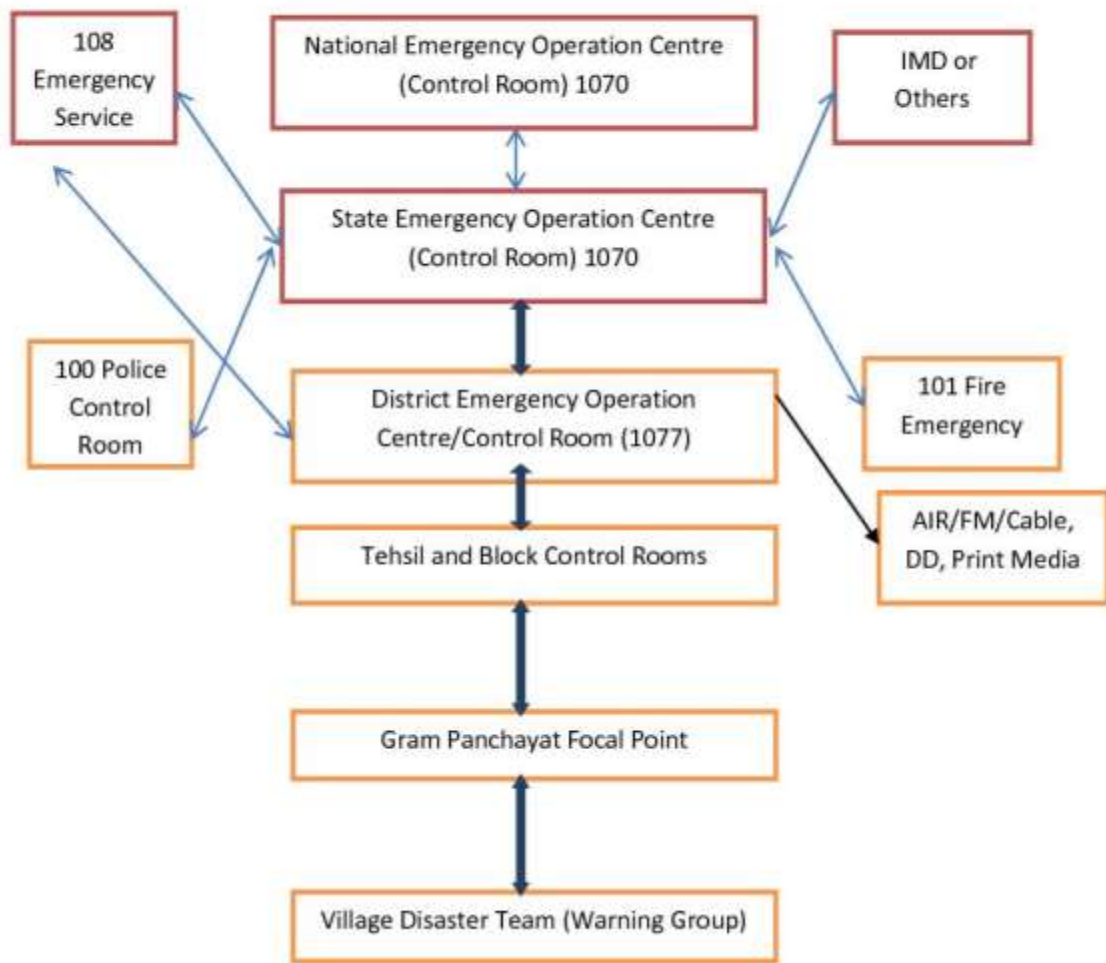 108
Emergency
Service
National Emergency Operation Centre
(Control Room) 1070
IMD or
Others
State Emergency Operation Centre
(Control Room) 1070
100 Police
Control
Room
District Emergency Operation
Centre/Control Room (1077)
101 Fire
Emergency
AIR/FM/Cable,
DD, Print Media
Tehsil and Block Control Rooms
Gram Panchayat Focal Point
Village Disaster Team (Warning Group)